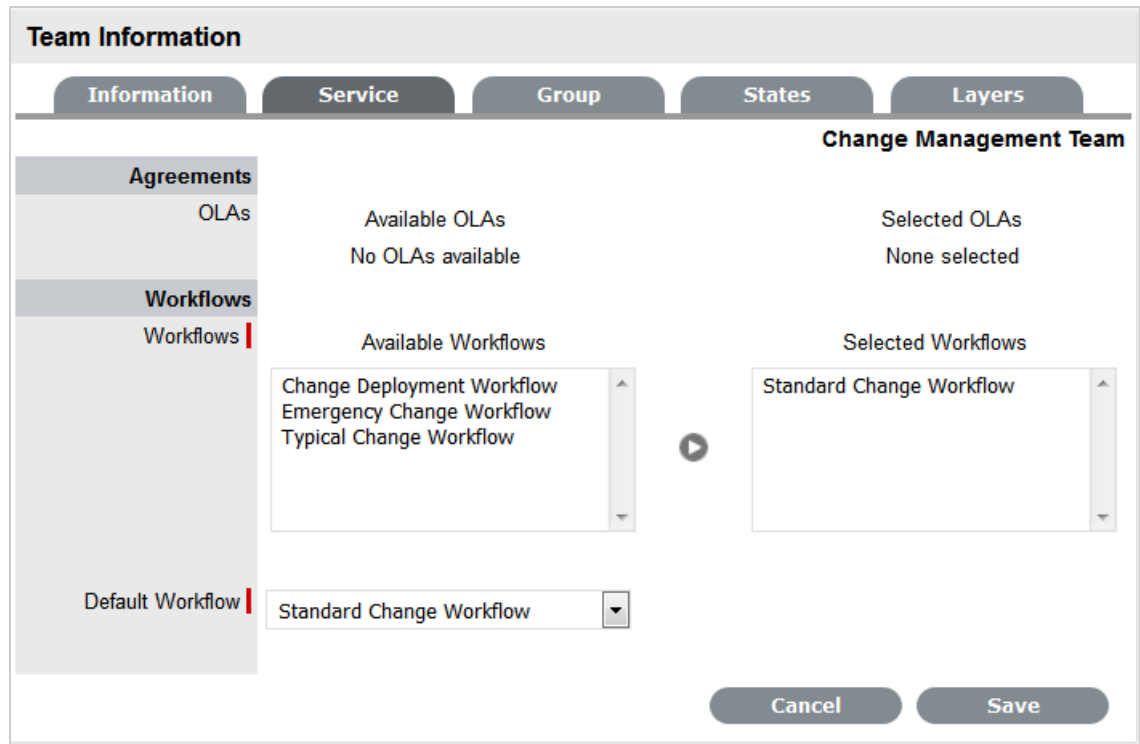 Team Information
Information Service Group States Layers
Change Management Team
Agreements
OLAs Available OLAs Selected OLAs
No OLAs available None selected
Workflows
Workflows Available Workflows Selected Workflows
Change Deployment Workflow Standard Change Workflow
Emergency Change Workflow
Typical Change Workflow
Default Workflow Standard Change Workflow
Cancel Save